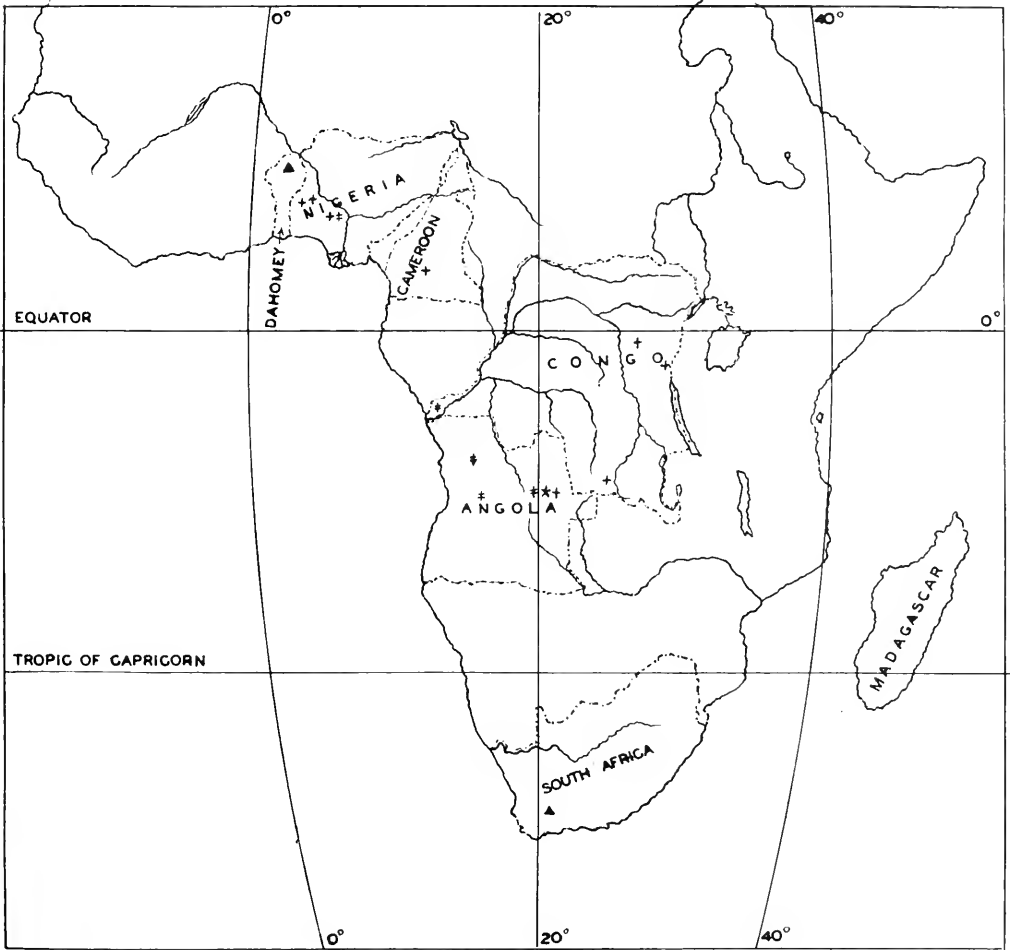 0°
20°
40°
NIGERIA
DAHOMEY
CAMEROON
EQUATOR
0°
CONGO
ANGOLA
MADAGASCAR
TROPIC OF CAPRICORN
SOUTH AFRICA
0°
20°
40°